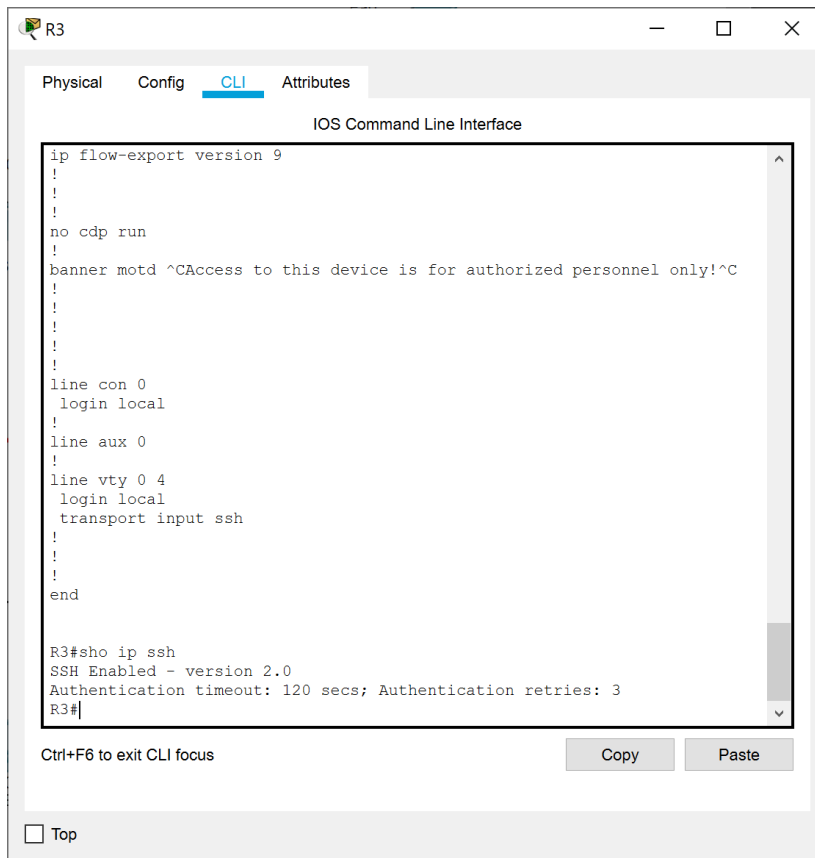 R3
Physical Config CLI Attributes
IOS Command Line Interface
ip flow-export version 9
!
!
!
no cdp run
!
banner motd ^CAccess to this device is for authorized personnel only!^C
!
!
!
!
!
line con 0
 login local
!
line aux 0
!
line vty 0 4
 login local
 transport input ssh
!
!
!
end
R3#sho ip ssh
SSH Enabled - version 2.0
Authentication timeout: 120 secs; Authentication retries: 3
R3#
Ctrl+F6 to exit CLI focus
Copy Paste
Top